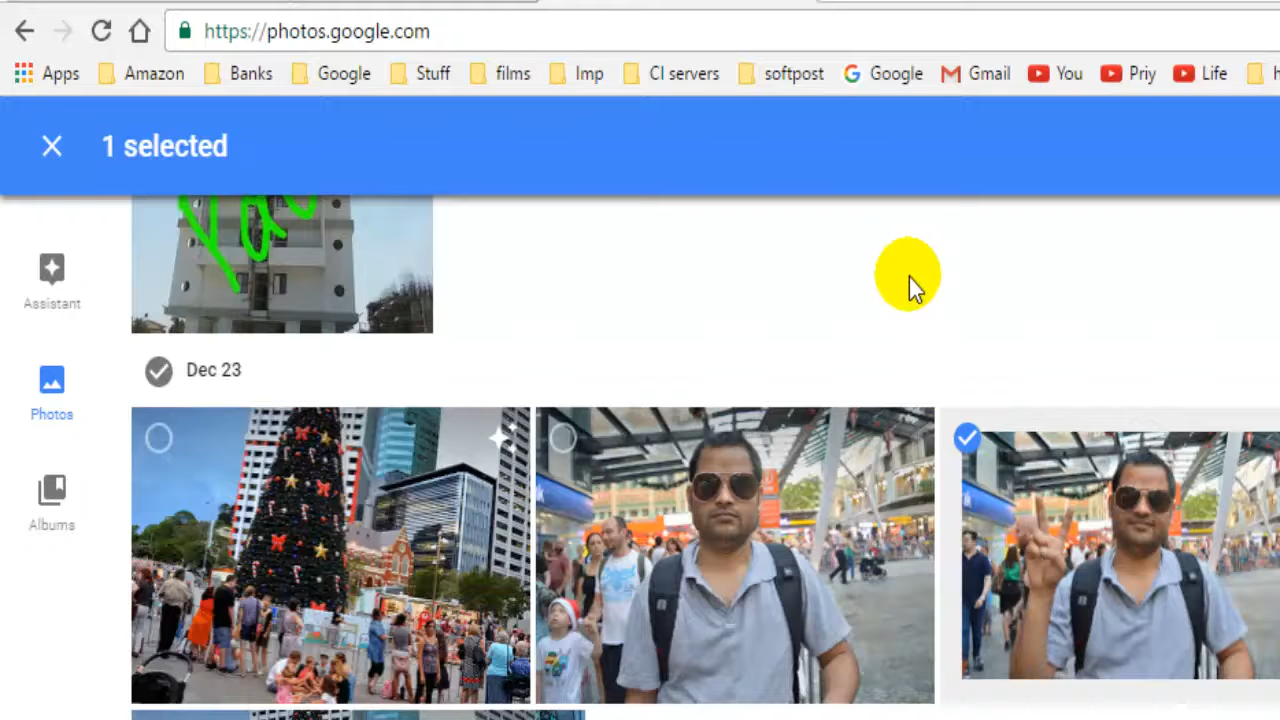 https://photos.google.com
Apps Amazon Banks Google Stuff films Imp CI servers softpost Google Gmail You Priy Life
1 selected
Assistant
Dec 23
Photos
Albums